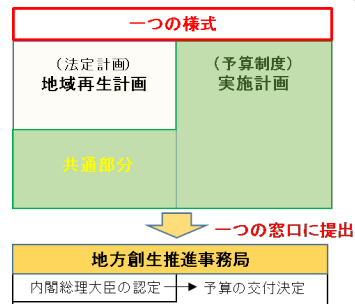 一つの様式
（法定計画）
地域再生計画
（予算制度）
実施計画
共通部分
一つの窓口に提出
地方創生推進事務局
内閣総理大臣の認定
予算の交付決定